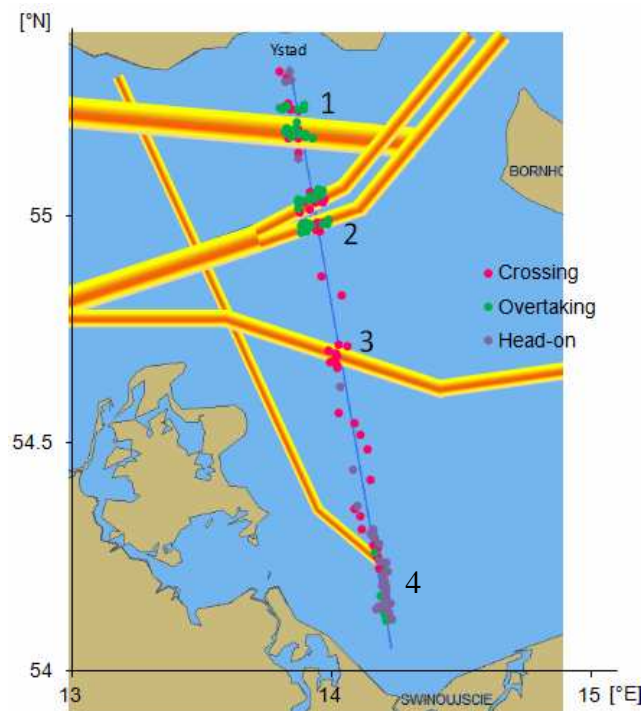 [°N]
Ystad
1
BORNHO
55
2
Crossing
Overtaking
Head-on
3
54.5
4
54
13
14
15
[°E]
SWINOUJSCIE